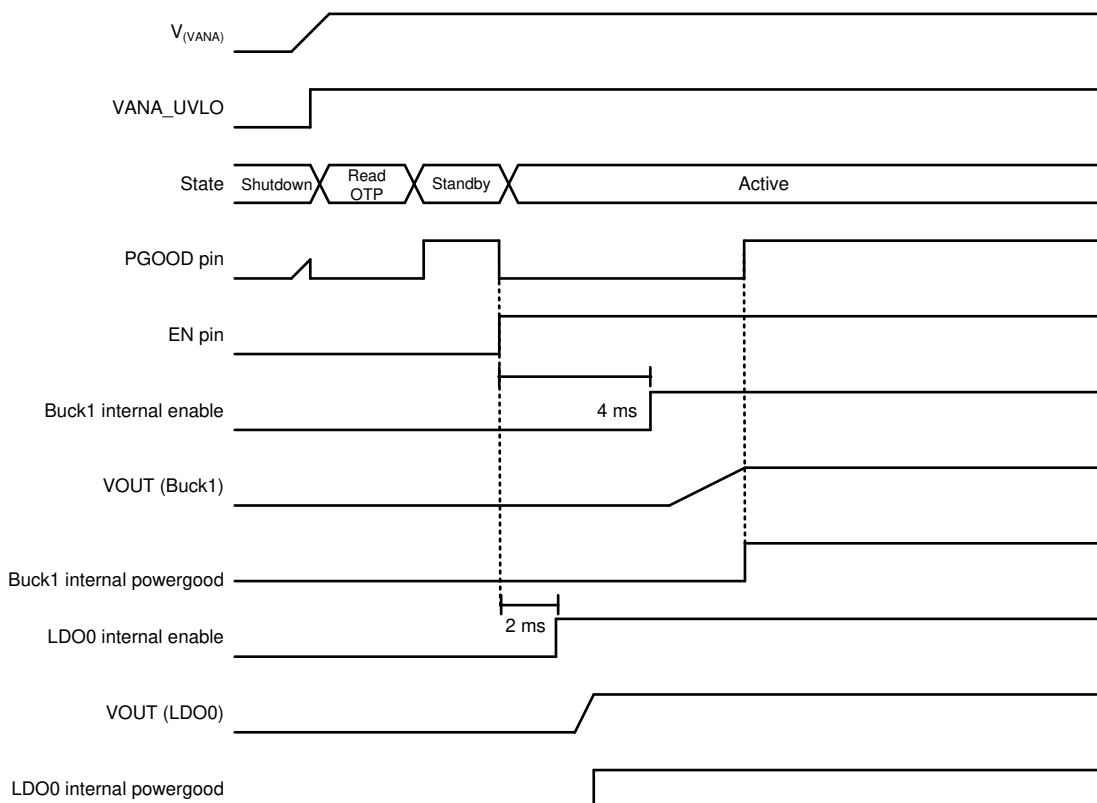 V(VANA)
VANA_UVLO
State
Shutdown
Read
OTP
Standby
Active
PGOOD pin
EN pin
Buck1 internal enable
4 ms
VOUT (Buck1)
Buck1 internal powergood
2 ms
LDO0 internal enable
VOUT (LDO0)
LDO0 internal powergood